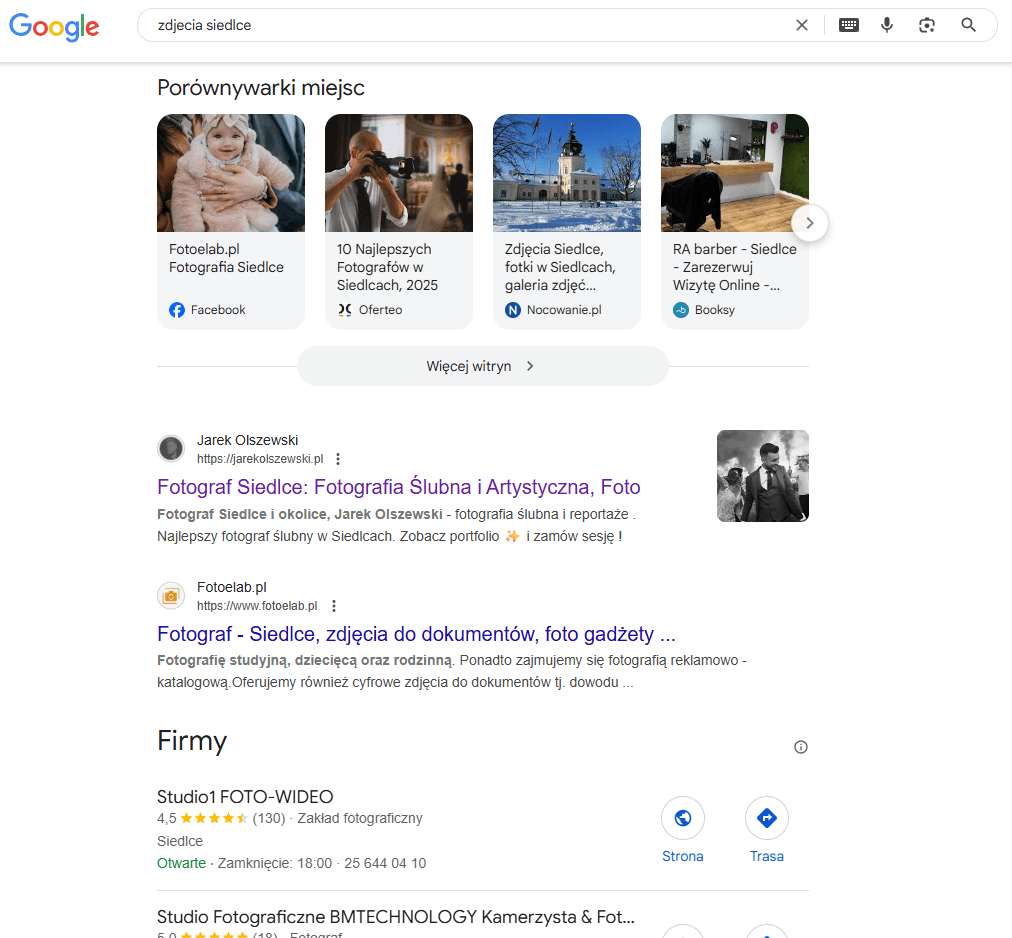 Google
zdjecia siedlce
Porównywarki miejsc
Fotoelab.pl
Fotografia Siedlce
Facebook
10 Najlepszych
Fotografów w
Siedlcach, 2025
Oferteo
Zdjęcia Siedlce,
fotki w Siedlcach,
galeria zdjęć...
N
Nocowanie.pl
RA barber - Siedlce
- Zarezerwuj
Wizytę Online -...
Booksy
Więcej witryn
Jarek Olszewski
https://jarekolszewski.pl
Fotograf Siedlce: Fotografia Ślubna i Artystyczna, Foto
Fotograf Siedlce i okolice, Jarek Olszewski - fotografia ślubna i reportaże .
Najlepszy fotograf ślubny w Siedlcach. Zobacz portfolio ✨ i zamów sesję !
Fotoelab.pl
https://www.fotoelab.pl
Fotograf - Siedlce, zdjęcia do dokumentów, foto gadżety ...
Fotografię studyjną, dziecięcą oraz rodzinną. Ponadto zajmujemy się fotografią reklamowo -
katalogową.Oferujemy również cyfrowe zdjęcia do dokumentów tj. dowodu ...
Firmy
Studio1 FOTO-WIDEO
4,5 (130) · Zakład fotograficzny
Siedlce
Otwarte · Zamknięcie: 18:00 · 25 644 04 10
Strona
Trasa
Studio Fotograficzne BMTECHNOLOGY Kamerzysta & Fot...
5,0 (18) · Fotograf